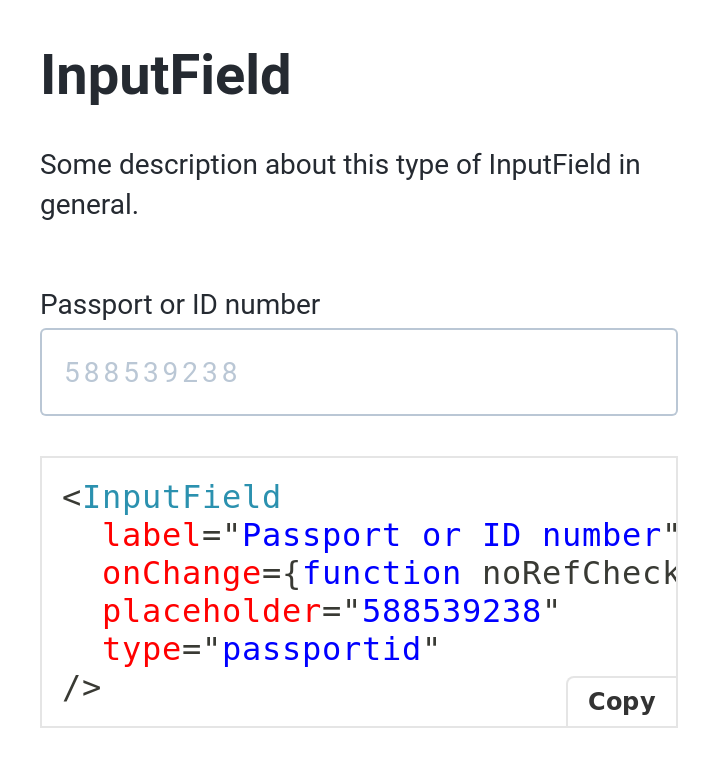 InputField
Some description about this type of InputField in
general.
Passport or ID number
588539238
<InputField
  label="Passport or ID number"
  onChange={function noRefCheck
  placeholder="588539238"
  type="passportid"
/>
Copy